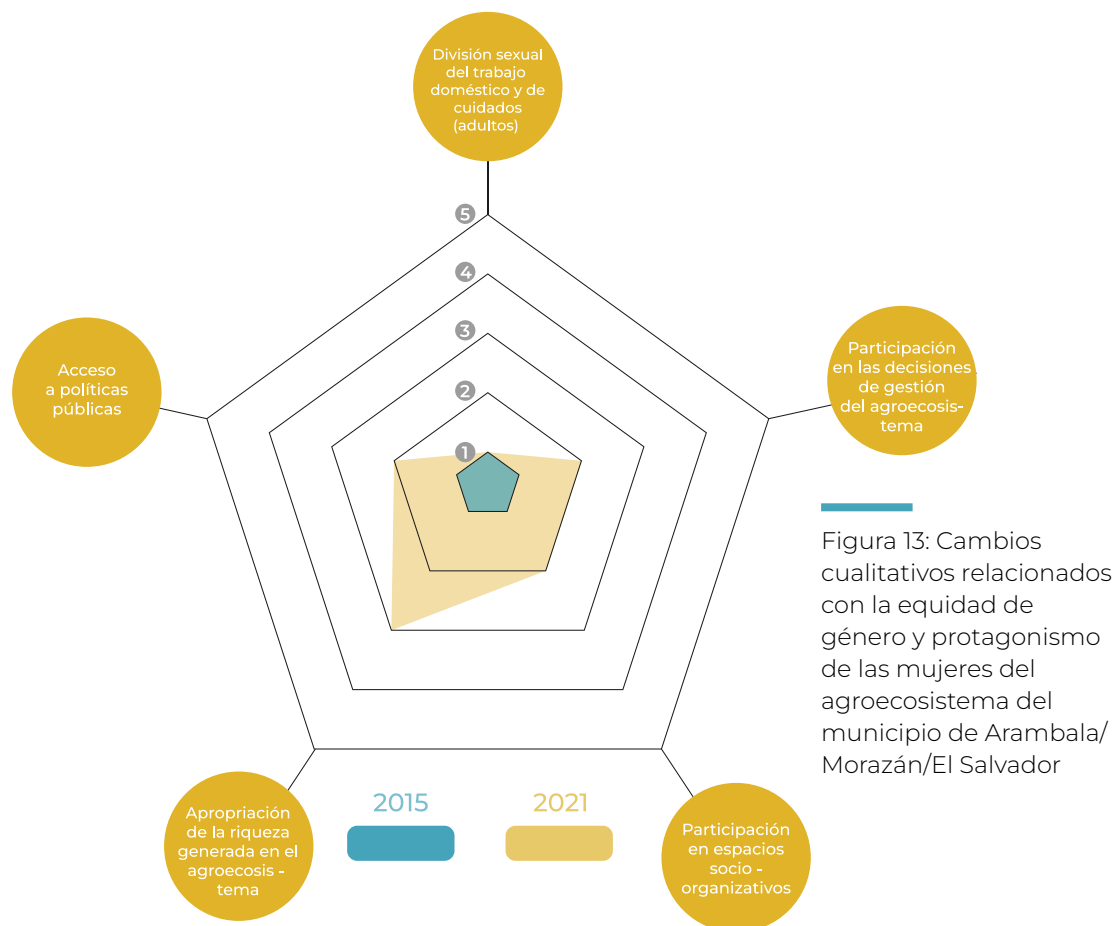 División sexual
del trabajo
doméstico y de
cuidados
(adultos)
5
4
3
2
1
Acceso
a políticas
públicas
Participación
en las decisiones
de gestión
del agroecosis-
tema
Figura 13: Cambios
cualitativos relacionados
con la equidad de
género y protagonismo
de las mujeres del
agroecosistema del
municipio de Arambala/
Morazán/El Salvador
Apropiación
de la riqueza
generada en el
agroecosis -
tema
2015
2021
Participación
en espacios
socio -
organizativos